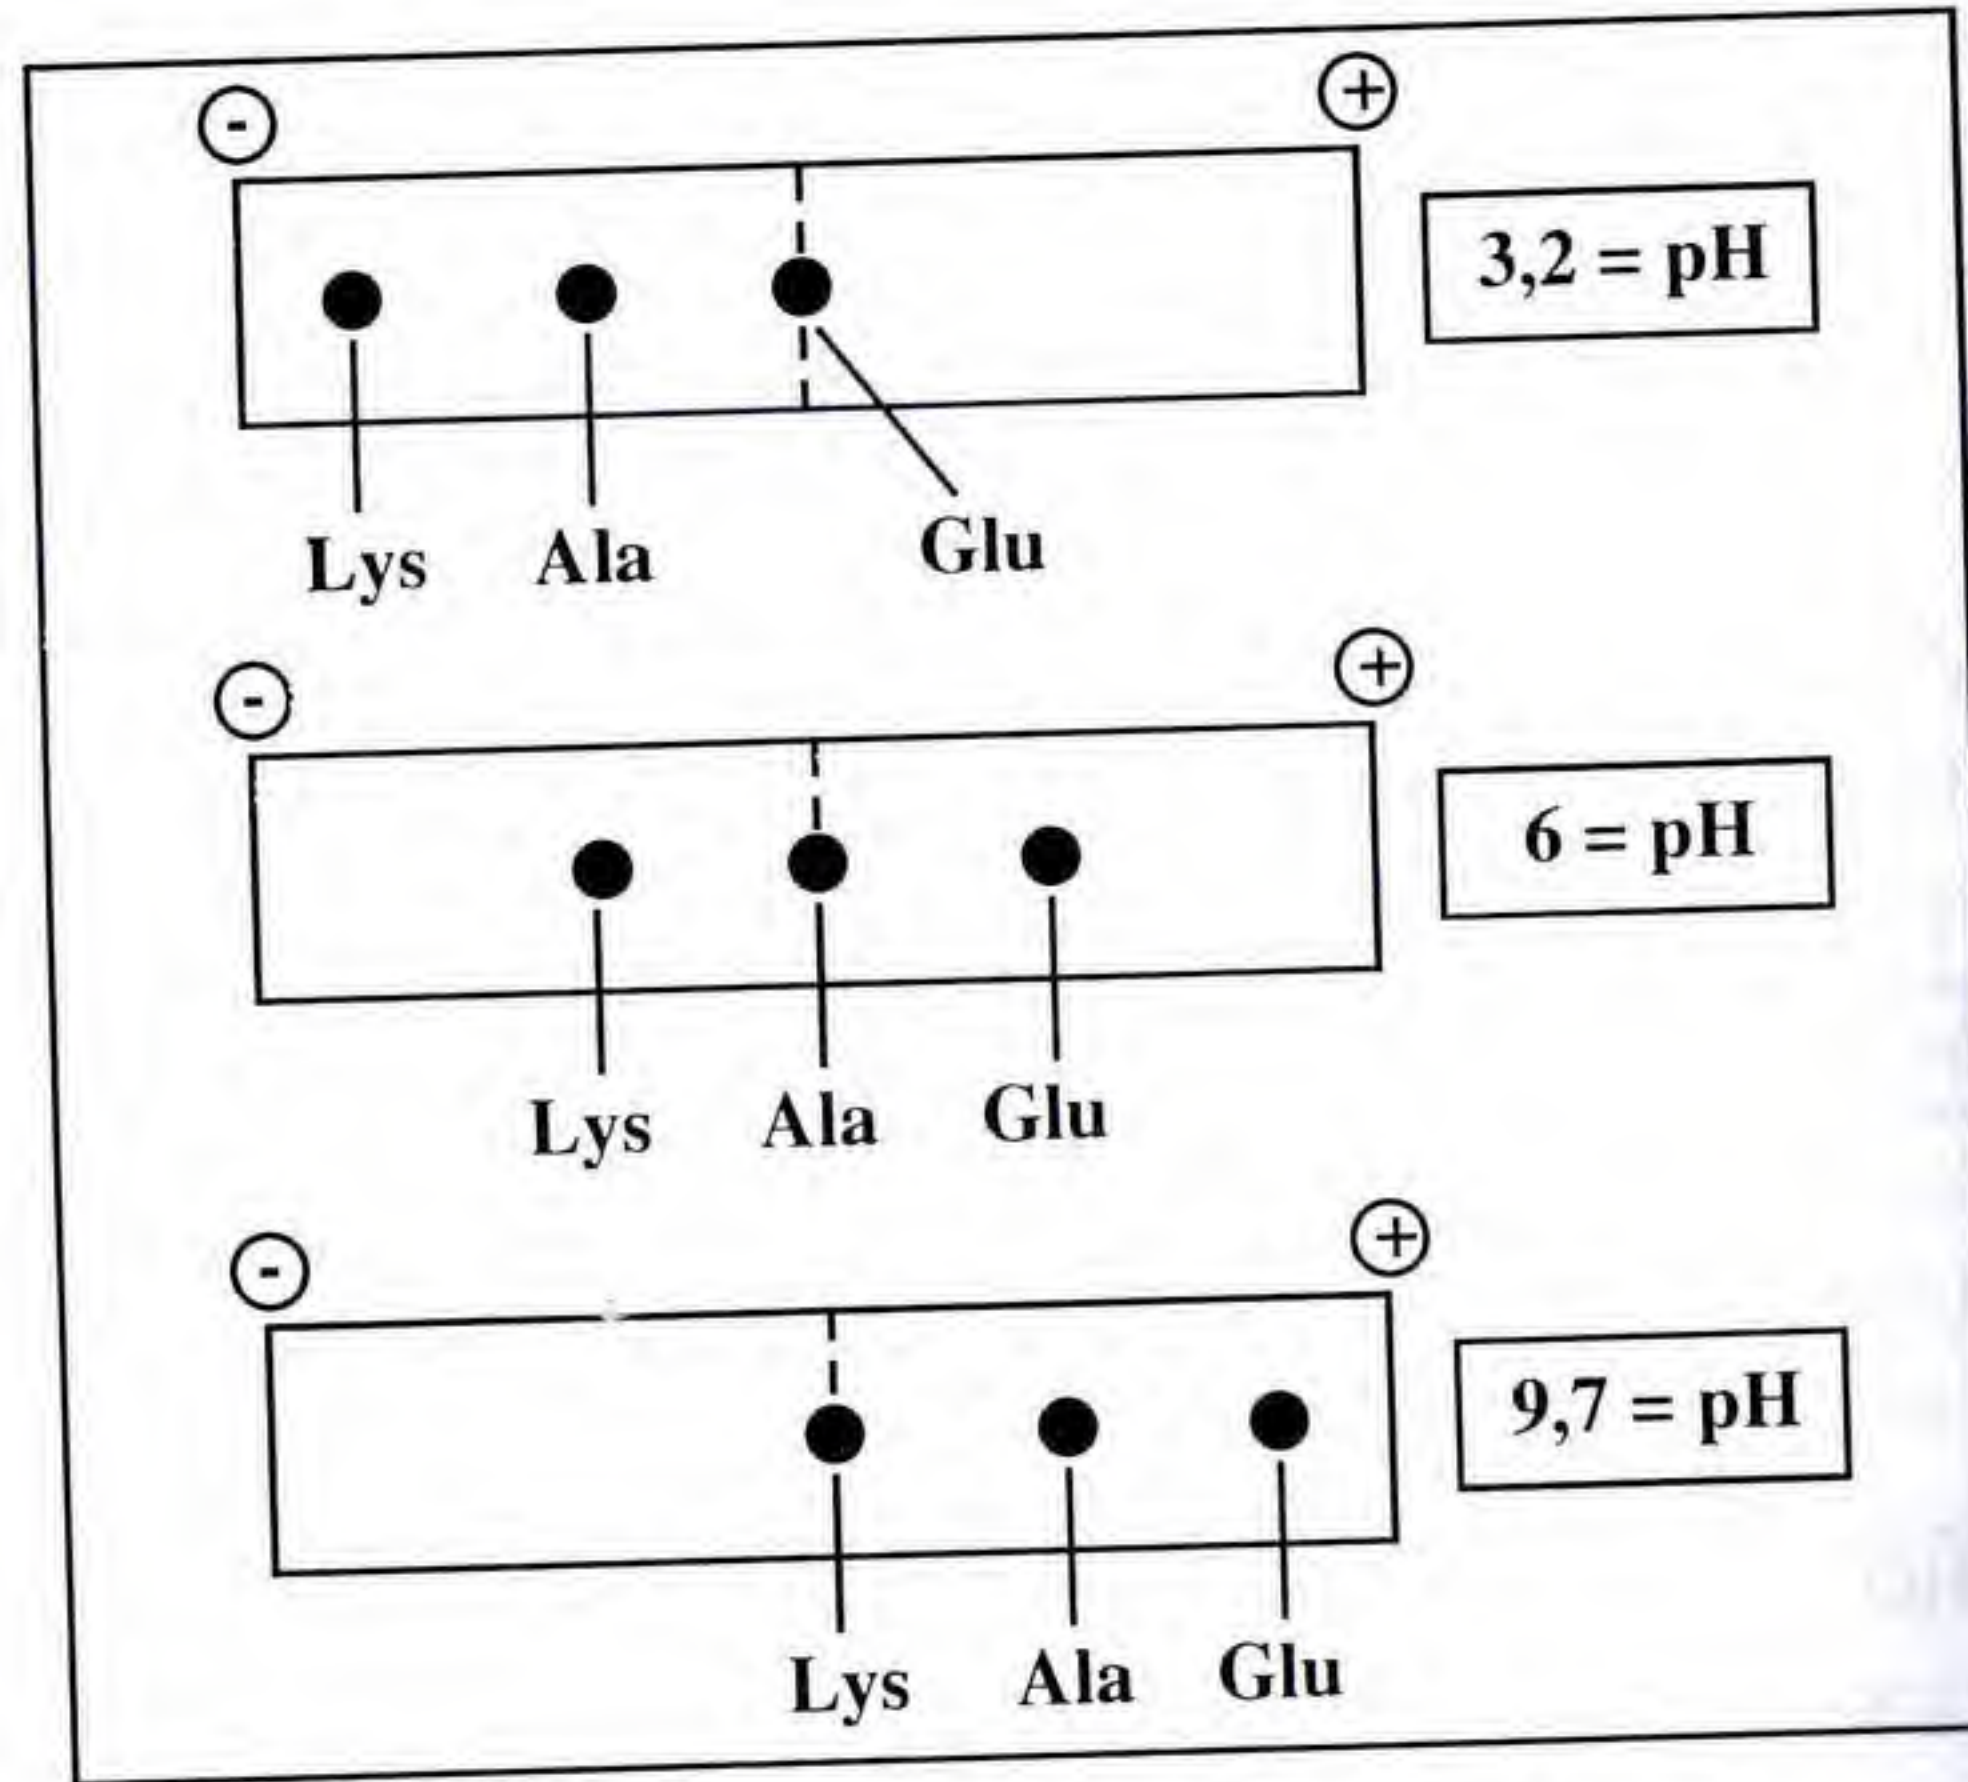 - +
3,2 = pH
Lys Ala Glu
- +
6 = pH
Lys Ala Glu
- +
9,7 = pH
Lys Ala Glu